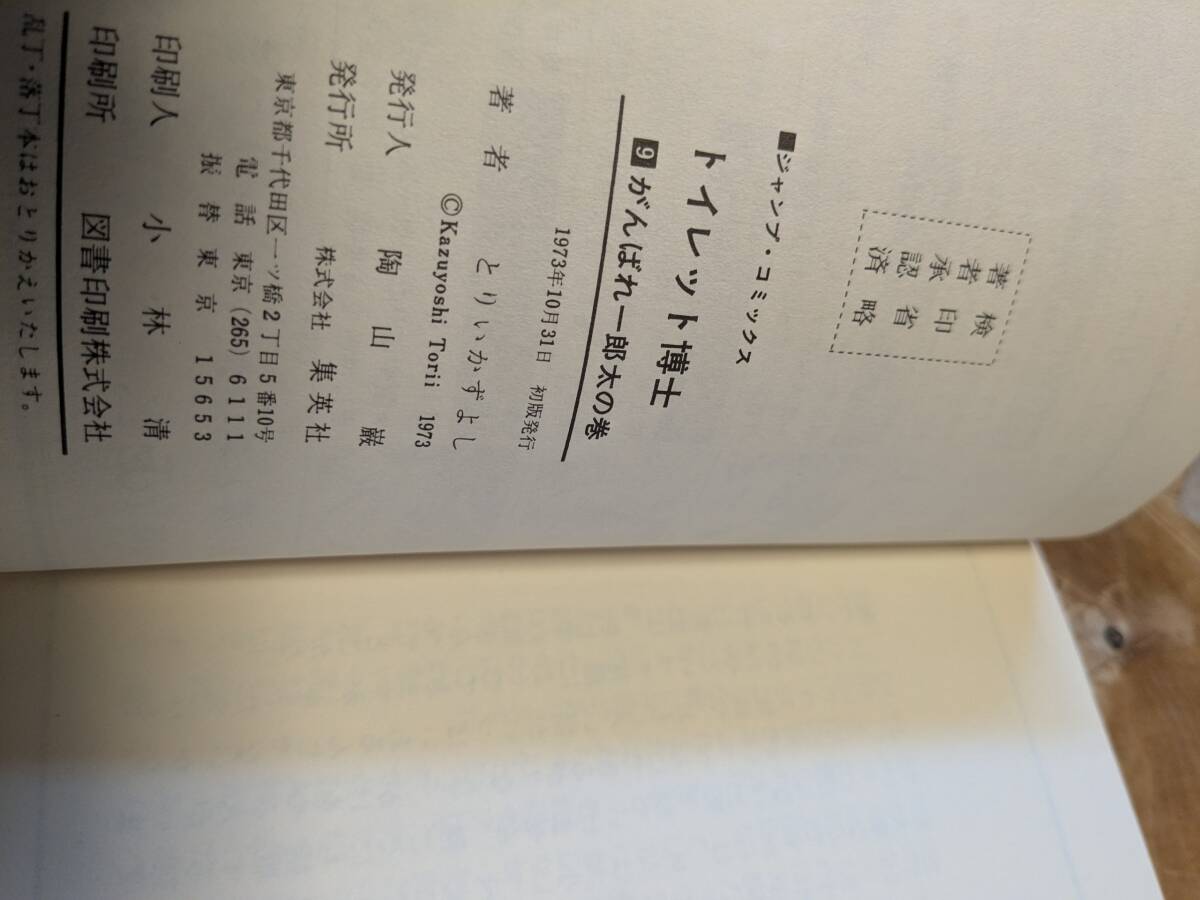 著者承認済
検印省略
■ジャンプ・コミックス
トイレット博士
9 がんばれ一郎太の巻
1973年10月31日 初版発行
著者 とりいかずよし
©Kazuyoshi Torii 1973
発行人 陶山巌
発行所 株式会社 集英社
東京都千代田区一ッ橋2丁目5番10号
電話 東京(265)6111
振替東京 15653
印刷人 小林清
印刷所 図書印刷株式会社
乱丁・落丁本はおとりかえいたします。